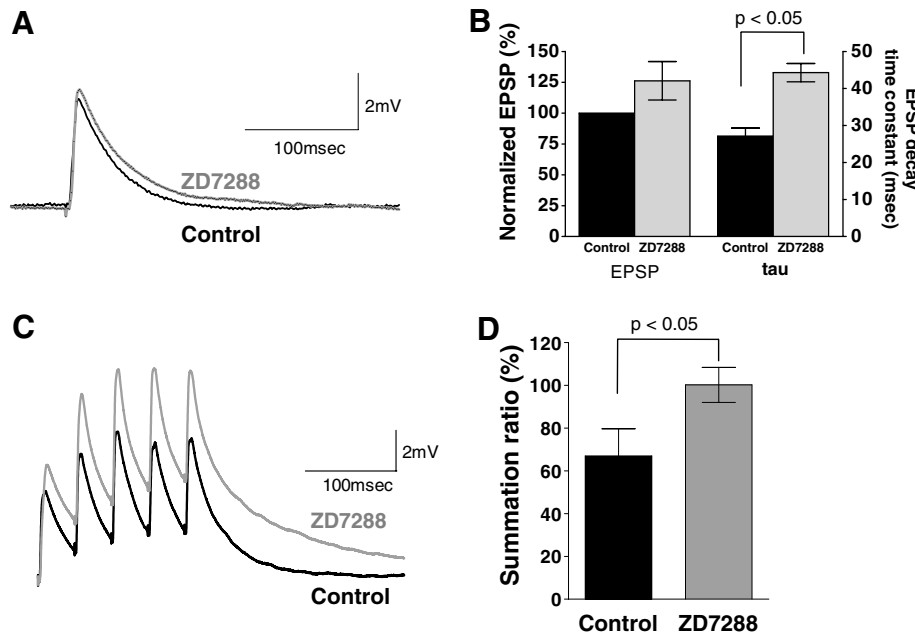 A
2mV
100msec
ZD7288
Control
B
p < 0.05
Normalized EPSP (%)
150
125
100
75
50
25
0
50
40
30
20
10
0
EPSP decay
time constant (msec)
Control
ZD7288
Control
ZD7288
EPSP
tau
C
2mV
100msec
ZD7288
Control
D
p < 0.05
Summation ratio (%)
120
100
80
60
40
20
0
Control
ZD7288